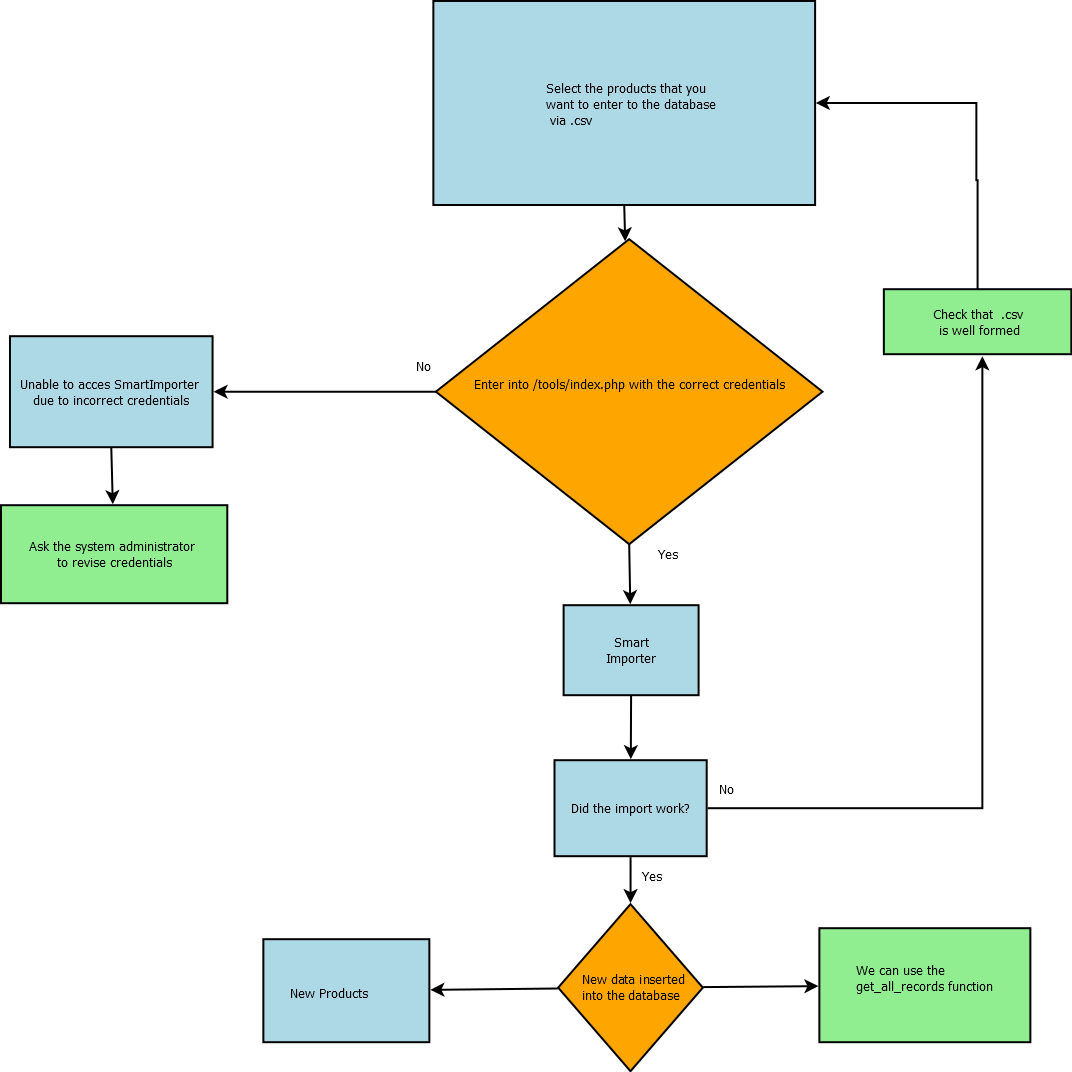 Select the products that you
want to enter to the database
via .csv
Check that .csv
is well formed
No
Enter into /tools/index.php with the correct credentials
Unable to acces SmartImporter
due to incorrect credentials
Ask the system administrator
to revise credentials
Yes
Smart
Importer
Did the import work?
No
Yes
New data inserted
into the database
New Products
We can use the
get_all_records function